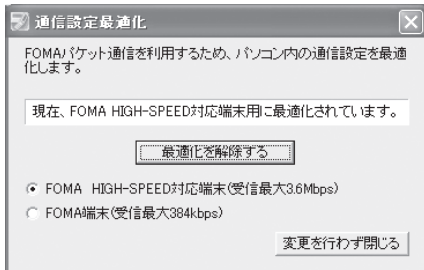 通信設定最適化
FOMAパケット通信を利用するため、パソコン内の通信設定を最適
化します。
現在、FOMA HIGH-SPEED対応端末用に最適化されています。
最適化を解除する
FOMA HIGH-SPEED対応端末(受信最大3.6Mbps)
FOMA端末(受信最大384kbps)
変更を行わず閉じる